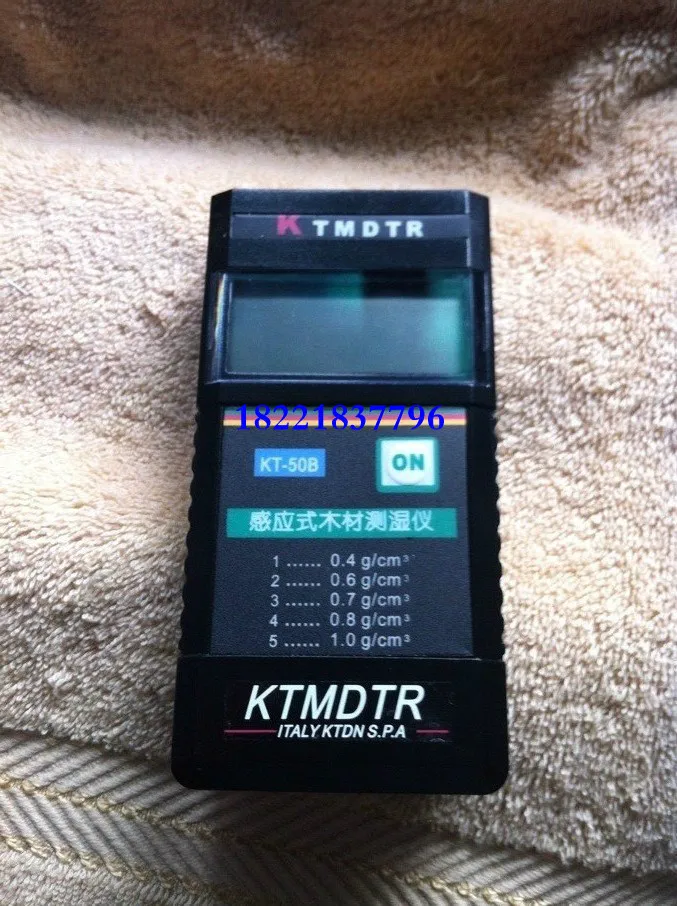 KTMDTR
18221837796
KT-50B ON
感应式木材测湿仪
1 ...... 0.4 g/cm³
2 ...... 0.6 g/cm³
3 ...... 0.7 g/cm³
4 ...... 0.8 g/cm³
5 ...... 1.0 g/cm³
KTMDTR
ITALY KTDN S.P.A